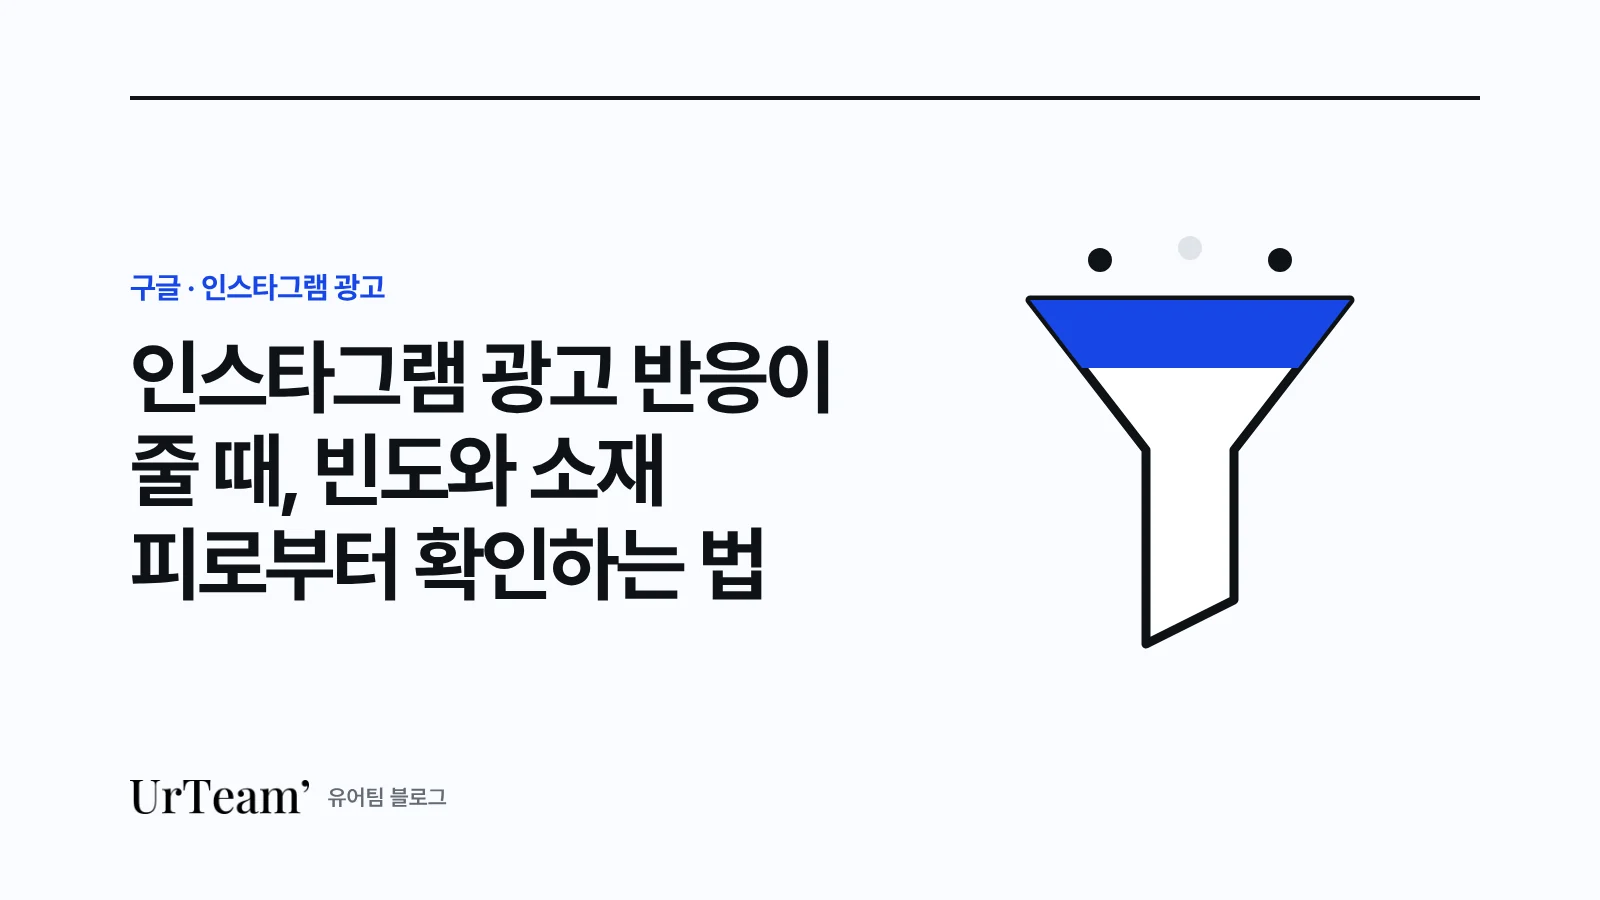 구글 · 인스타그램 광고
인스타그램 광고 반응이
줄 때, 빈도와 소재
피로부터 확인하는 법
UrTeam’ 유어팀 블로그